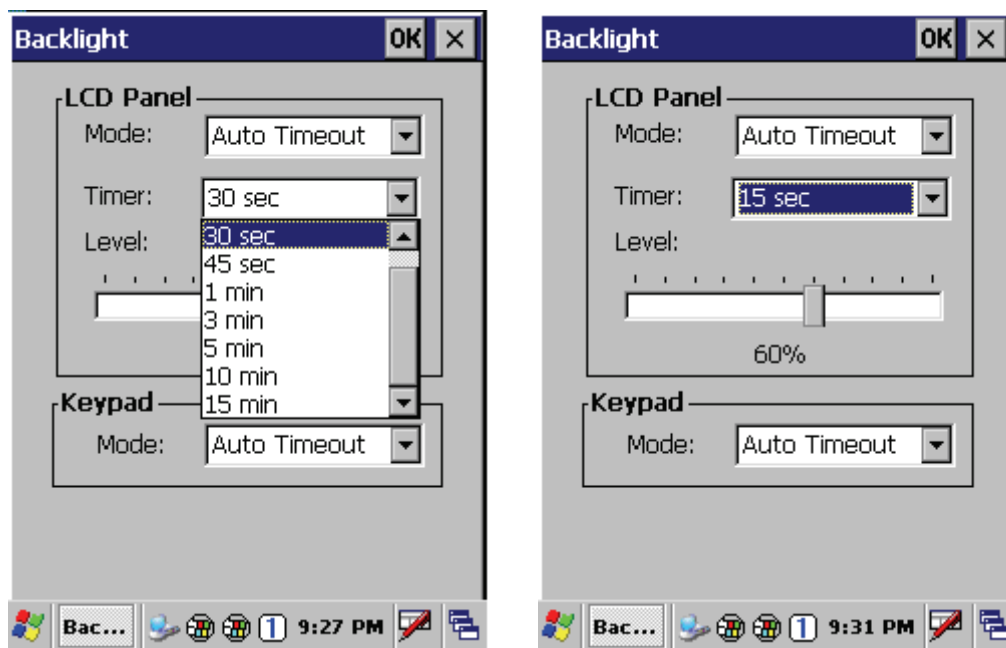 Backlight OK ×
LCD Panel
Mode: Auto Timeout
Timer: 30 sec
Level:
30 sec
45 sec
1 min
3 min
5 min
10 min
15 min
Keypad
Mode: Auto Timeout
Bac... 1 9:27 PM
Backlight OK ×
LCD Panel
Mode: Auto Timeout
Timer: 15 sec
Level:
60%
Keypad
Mode: Auto Timeout
Bac... 1 9:31 PM